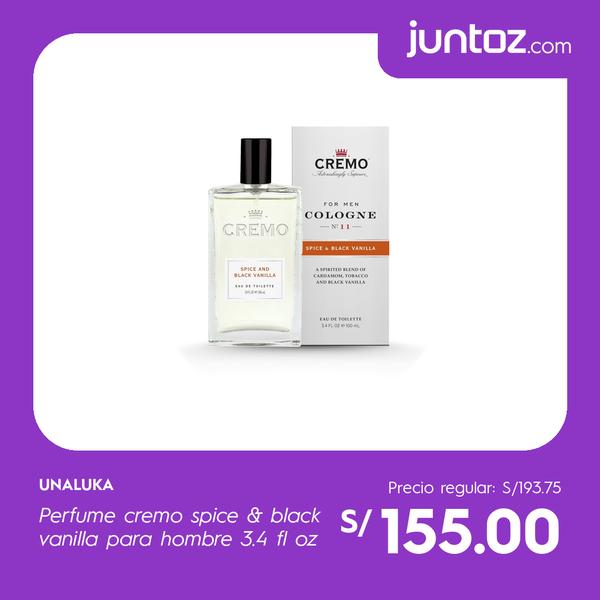 juntoz.com
CREMO
Astonishingly Superior
FOR MEN
COLOGNE
Nº 11
SPICE & BLACK VANILLA
A SPIRITED BLEND OF
CARDAMOM, TOBACCO
AND BLACK VANILLA
EAU DE TOILETTE
3.4 FL OZ 100 mL
CREMO
SPICE AND
BLACK VANILLA
EAU DE TOILETTE
UNALUKA
Perfume cremo spice & black
vanilla para hombre 3.4 fl oz
Precio regular: S/193.75
S/ 155.00